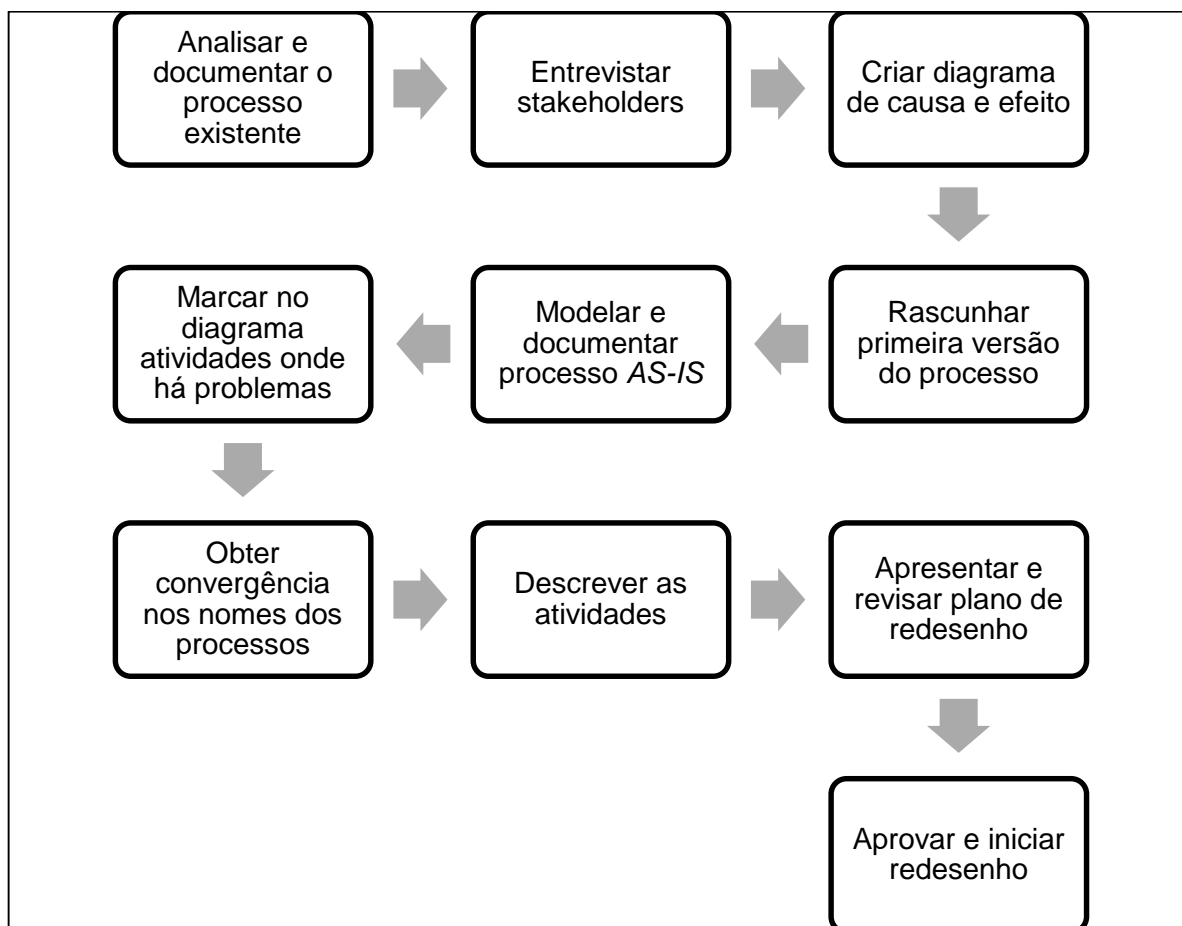 Analisar e
documentar o
processo
existente
Entrevistar
stakeholders
Criar diagrama
de causa e efeito
Rascunhar
primeira versão
do processo
Modelar e
documentar
processo AS-IS
Marcar no
diagrama
atividades onde
há problemas
Obter
convergência
nos nomes dos
processos
Descrever as
atividades
Apresentar e
revisar plano de
redesenho
Aprovar e iniciar
redesenho